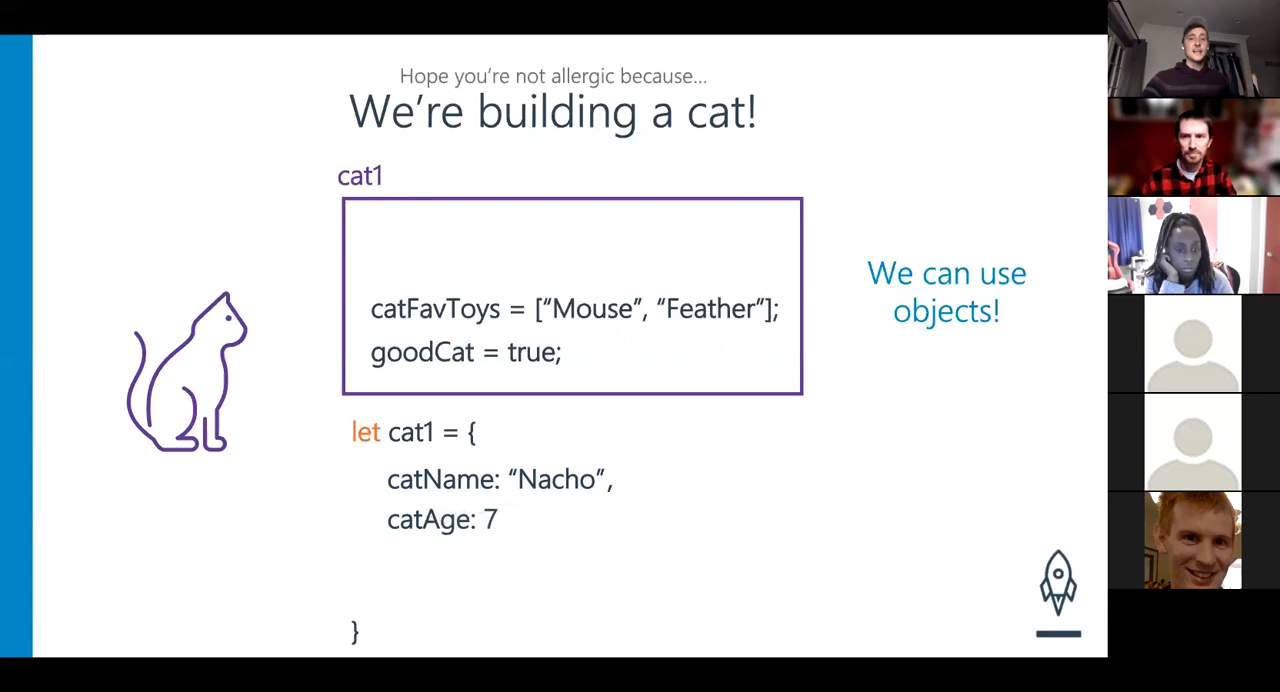 Hope you’re not allergic because...
We’re building a cat!
cat1
catFavToys = [“Mouse”, “Feather”];
goodCat = true;
We can use
objects!
let cat1 = {
catName: “Nacho”,
catAge: 7
}